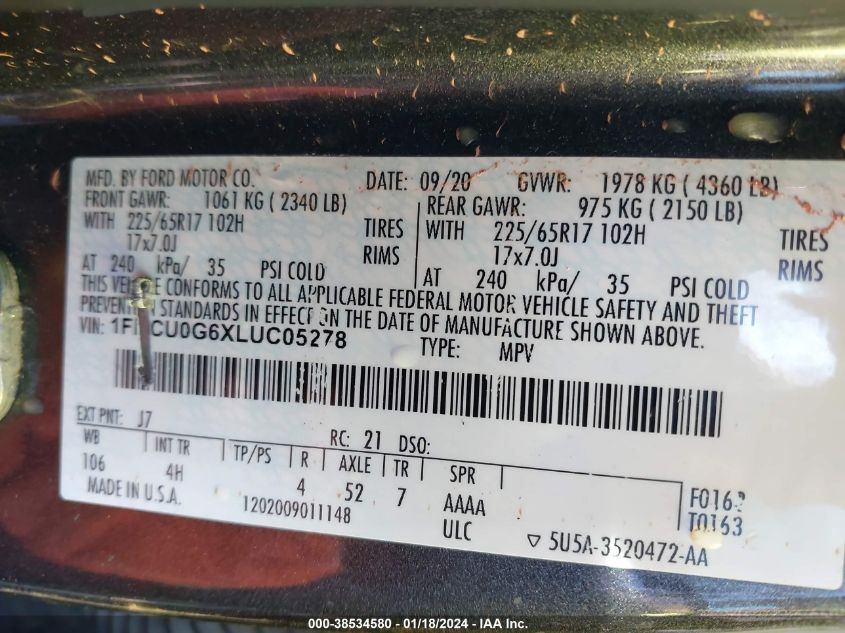 MFD. BY FORD MOTOR CO. DATE: 09/20 GVWR: 1978 KG ( 4360 LB)
FRONT GAWR: 1061 KG ( 2340 LB) REAR GAWR: 975 KG ( 2150 LB)
WITH 225/65R17 102H TIRES WITH 225/65R17 102H TIRES
17x7.0J RIMS 17x7.0J RIMS
AT 240 kPa/ 35 PSI COLD AT 240 kPa/ 35 PSI COLD
THIS VEHICLE CONFORMS TO ALL APPLICABLE FEDERAL MOTOR VEHICLE SAFETY AND THEFT
PREVENTION STANDARDS IN EFFECT ON THE DATE OF MANUFACTURE SHOWN ABOVE.
VIN: 1FMCU0G6XLUC05278 TYPE: MPV
EXT PNT: J7 RC: 21 DSO:
WB INT TR TP/PS R AXLE TR SPR
106 4H 4 52 7 AAAA
MADE IN U.S.A. 1202009011148 ULC
T0163
▽ 5U5A-3520472-AA
000-38534580 - 01/18/2024 - IAA Inc.